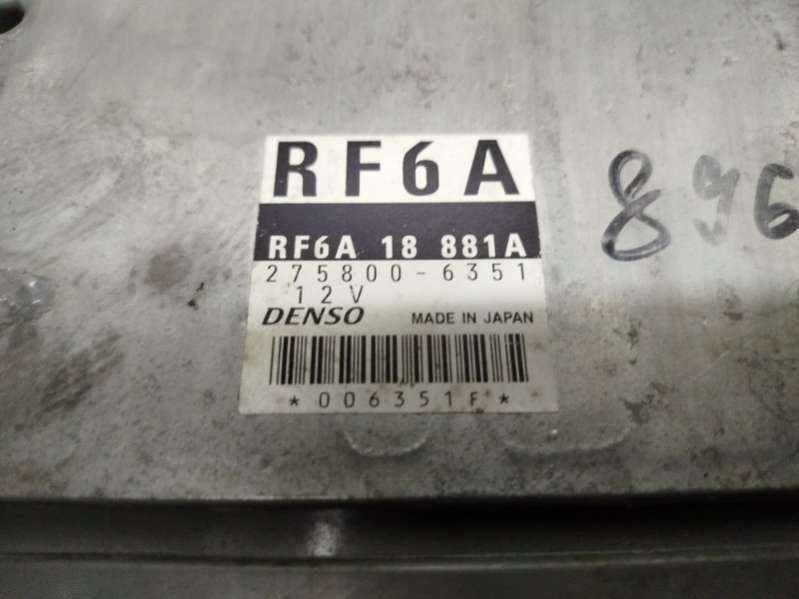 RF6A
RF6A 18 881A
275800-6351
12V
DENSO MADE IN JAPAN
*006351F*
896